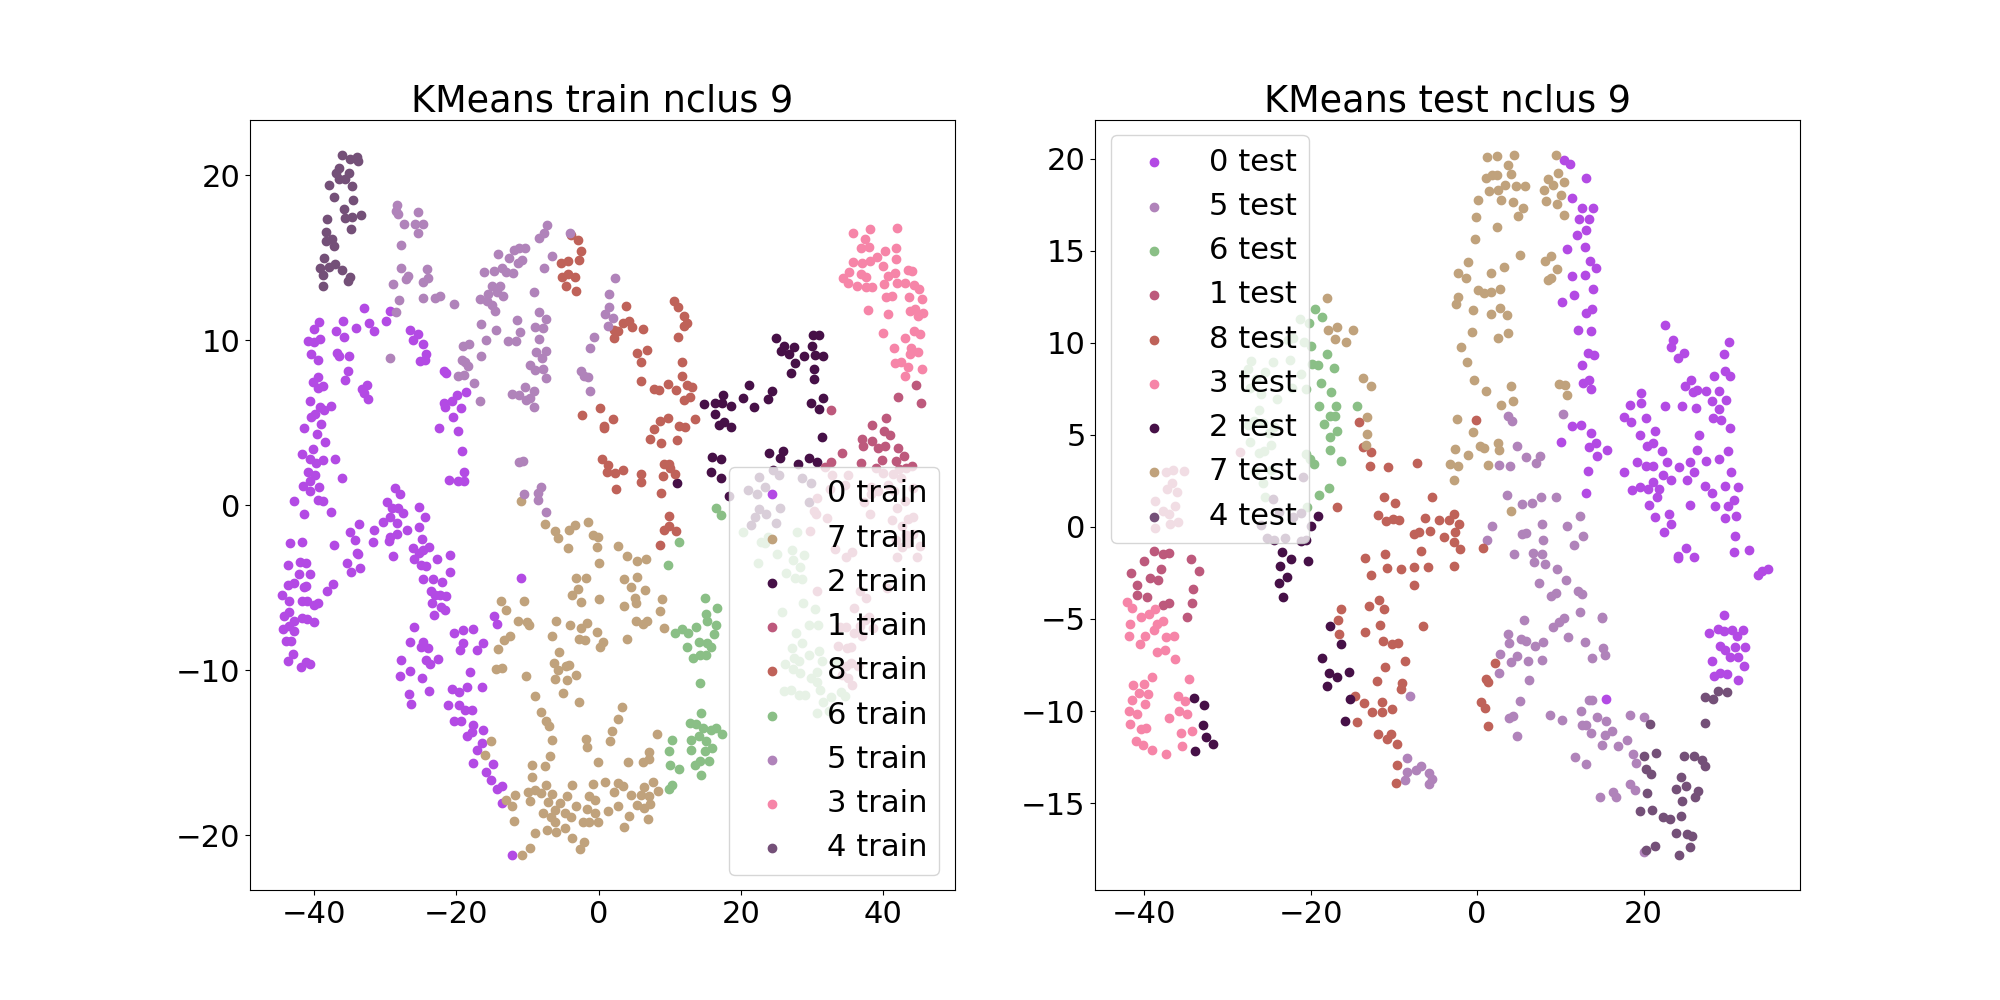 KMeans train nclus 9
20
10
0
−10
−20
−40
−20
0
20
40
0 train
7 train
2 train
1 train
8 train
6 train
5 train
3 train
4 train
KMeans test nclus 9
20
15
10
5
0
−5
−10
−15
−40
−20
0
20
0 test
5 test
6 test
1 test
8 test
3 test
2 test
7 test
4 test